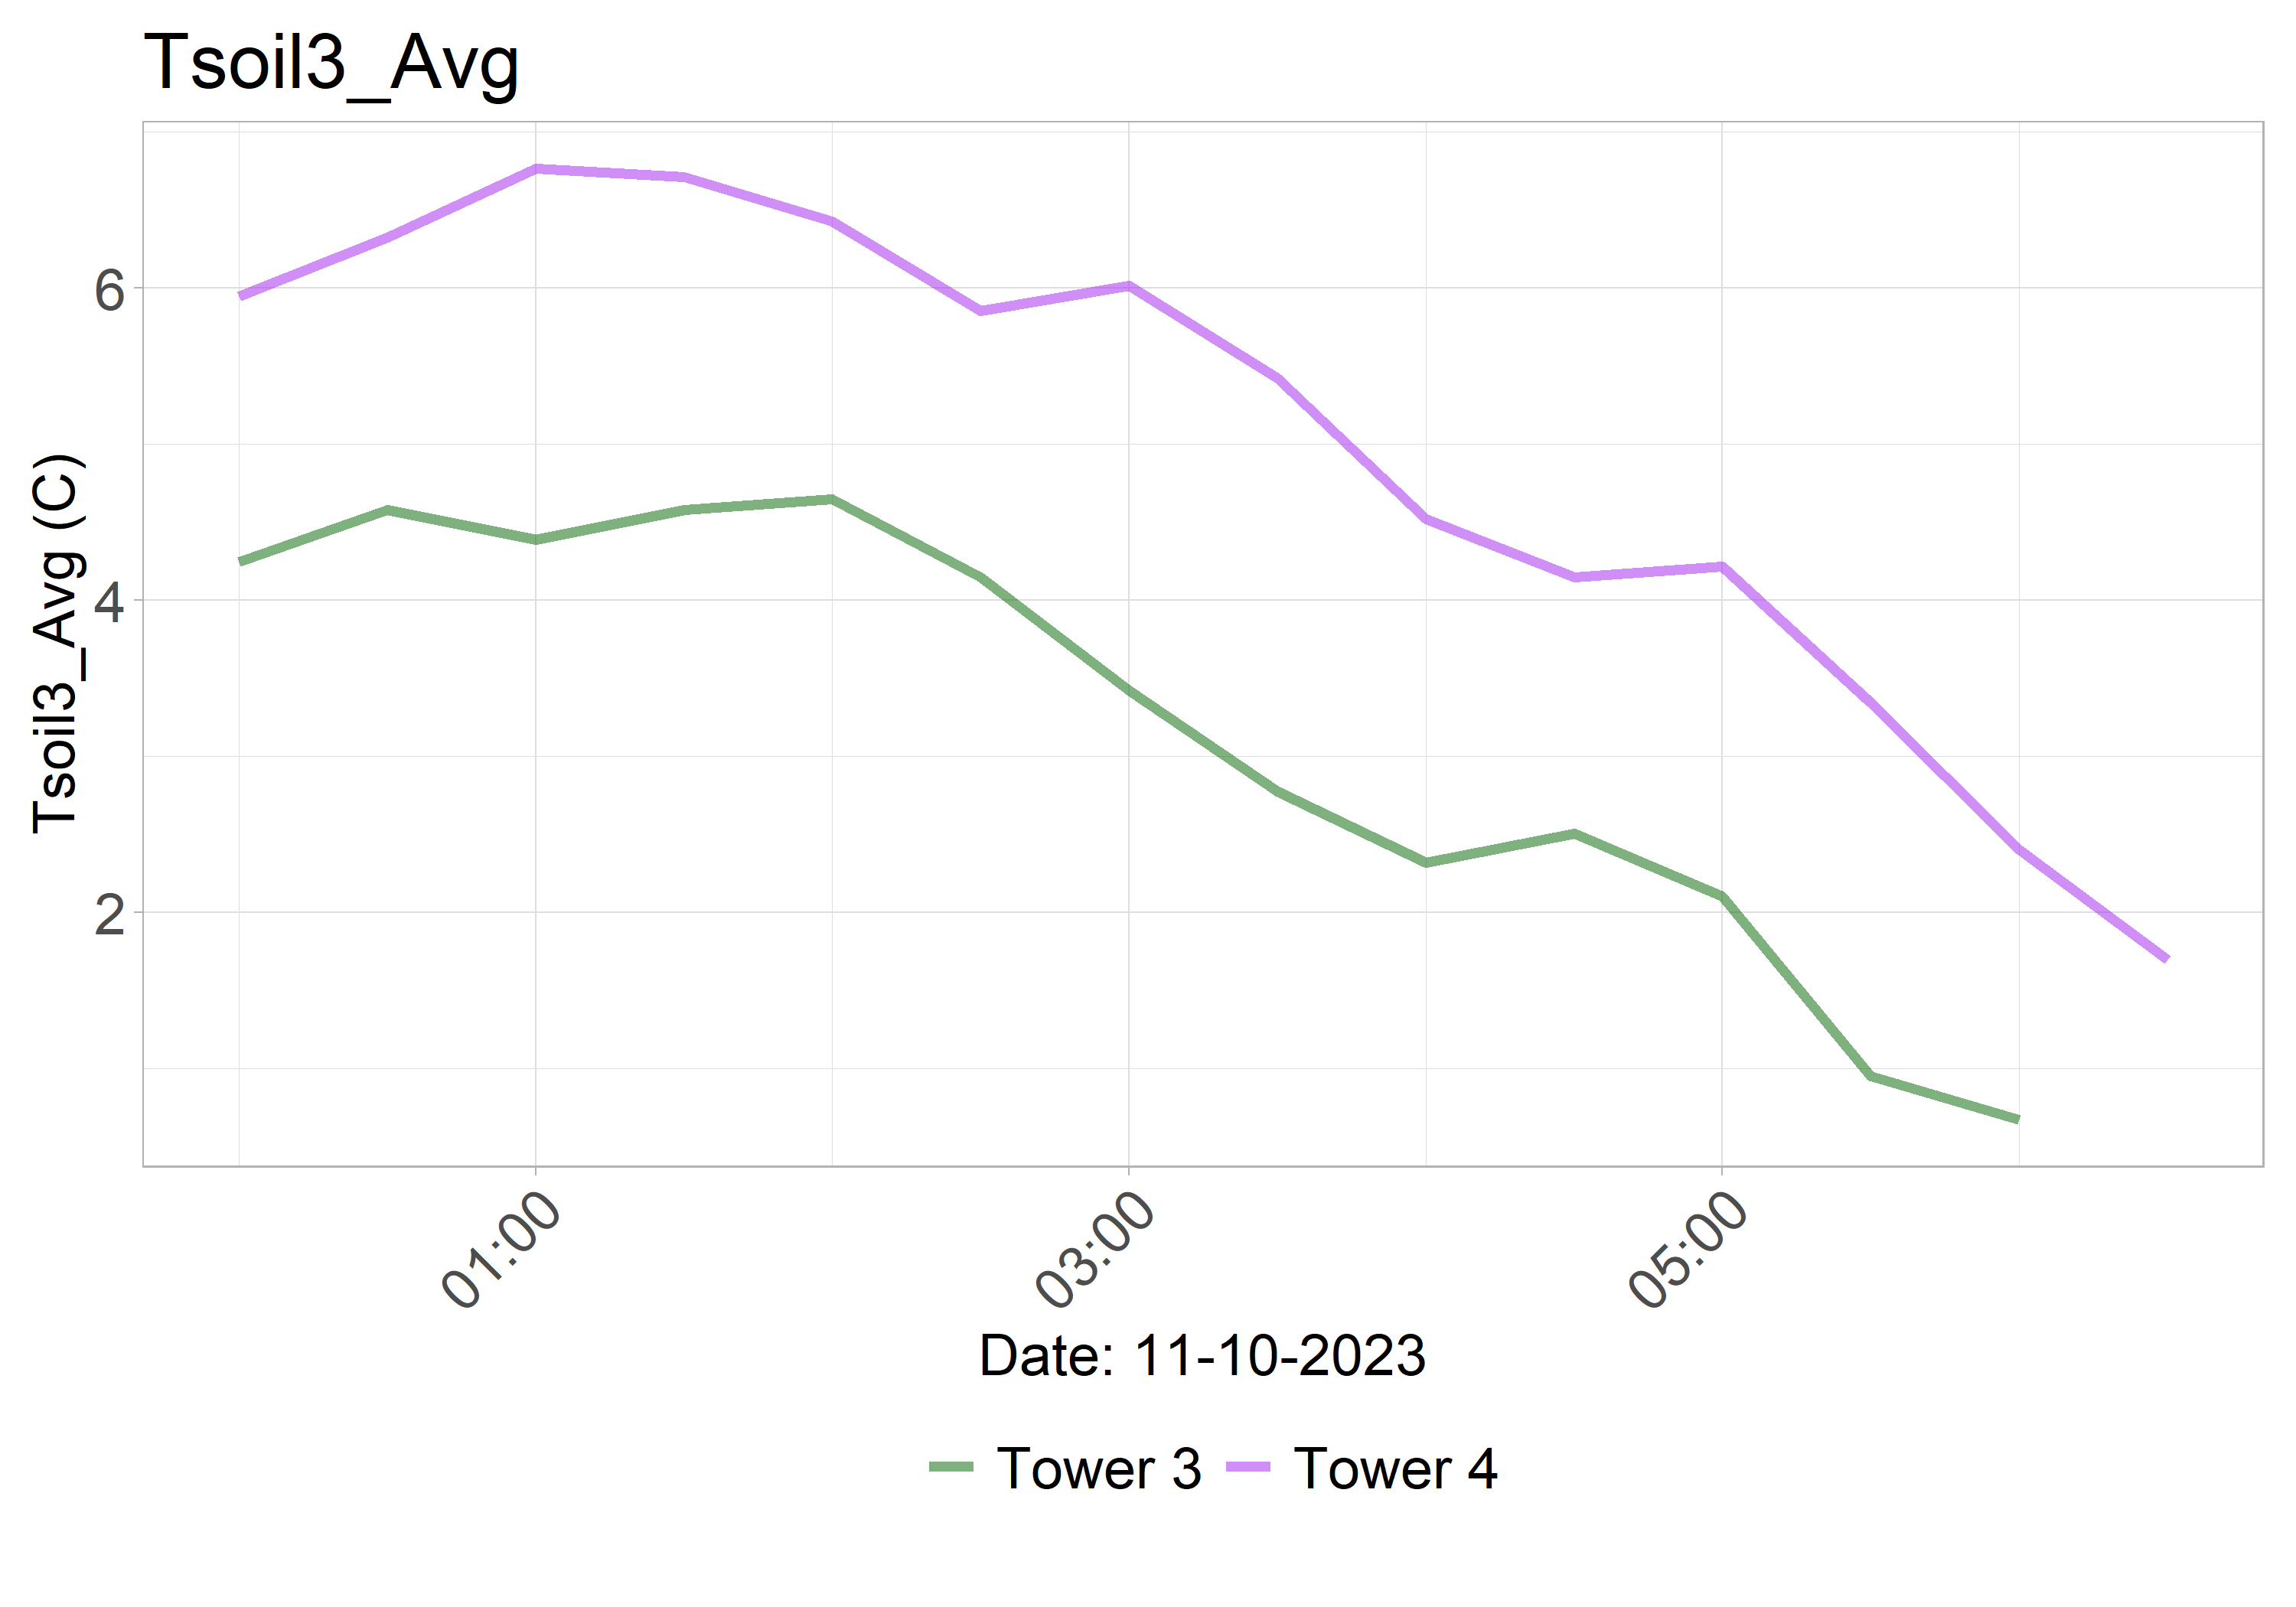 Tsoil3_Avg
Tsoil3_Avg (C)
6
4
2
01:00
03:00
05:00
Date: 11-10-2023
Tower 3
Tower 4